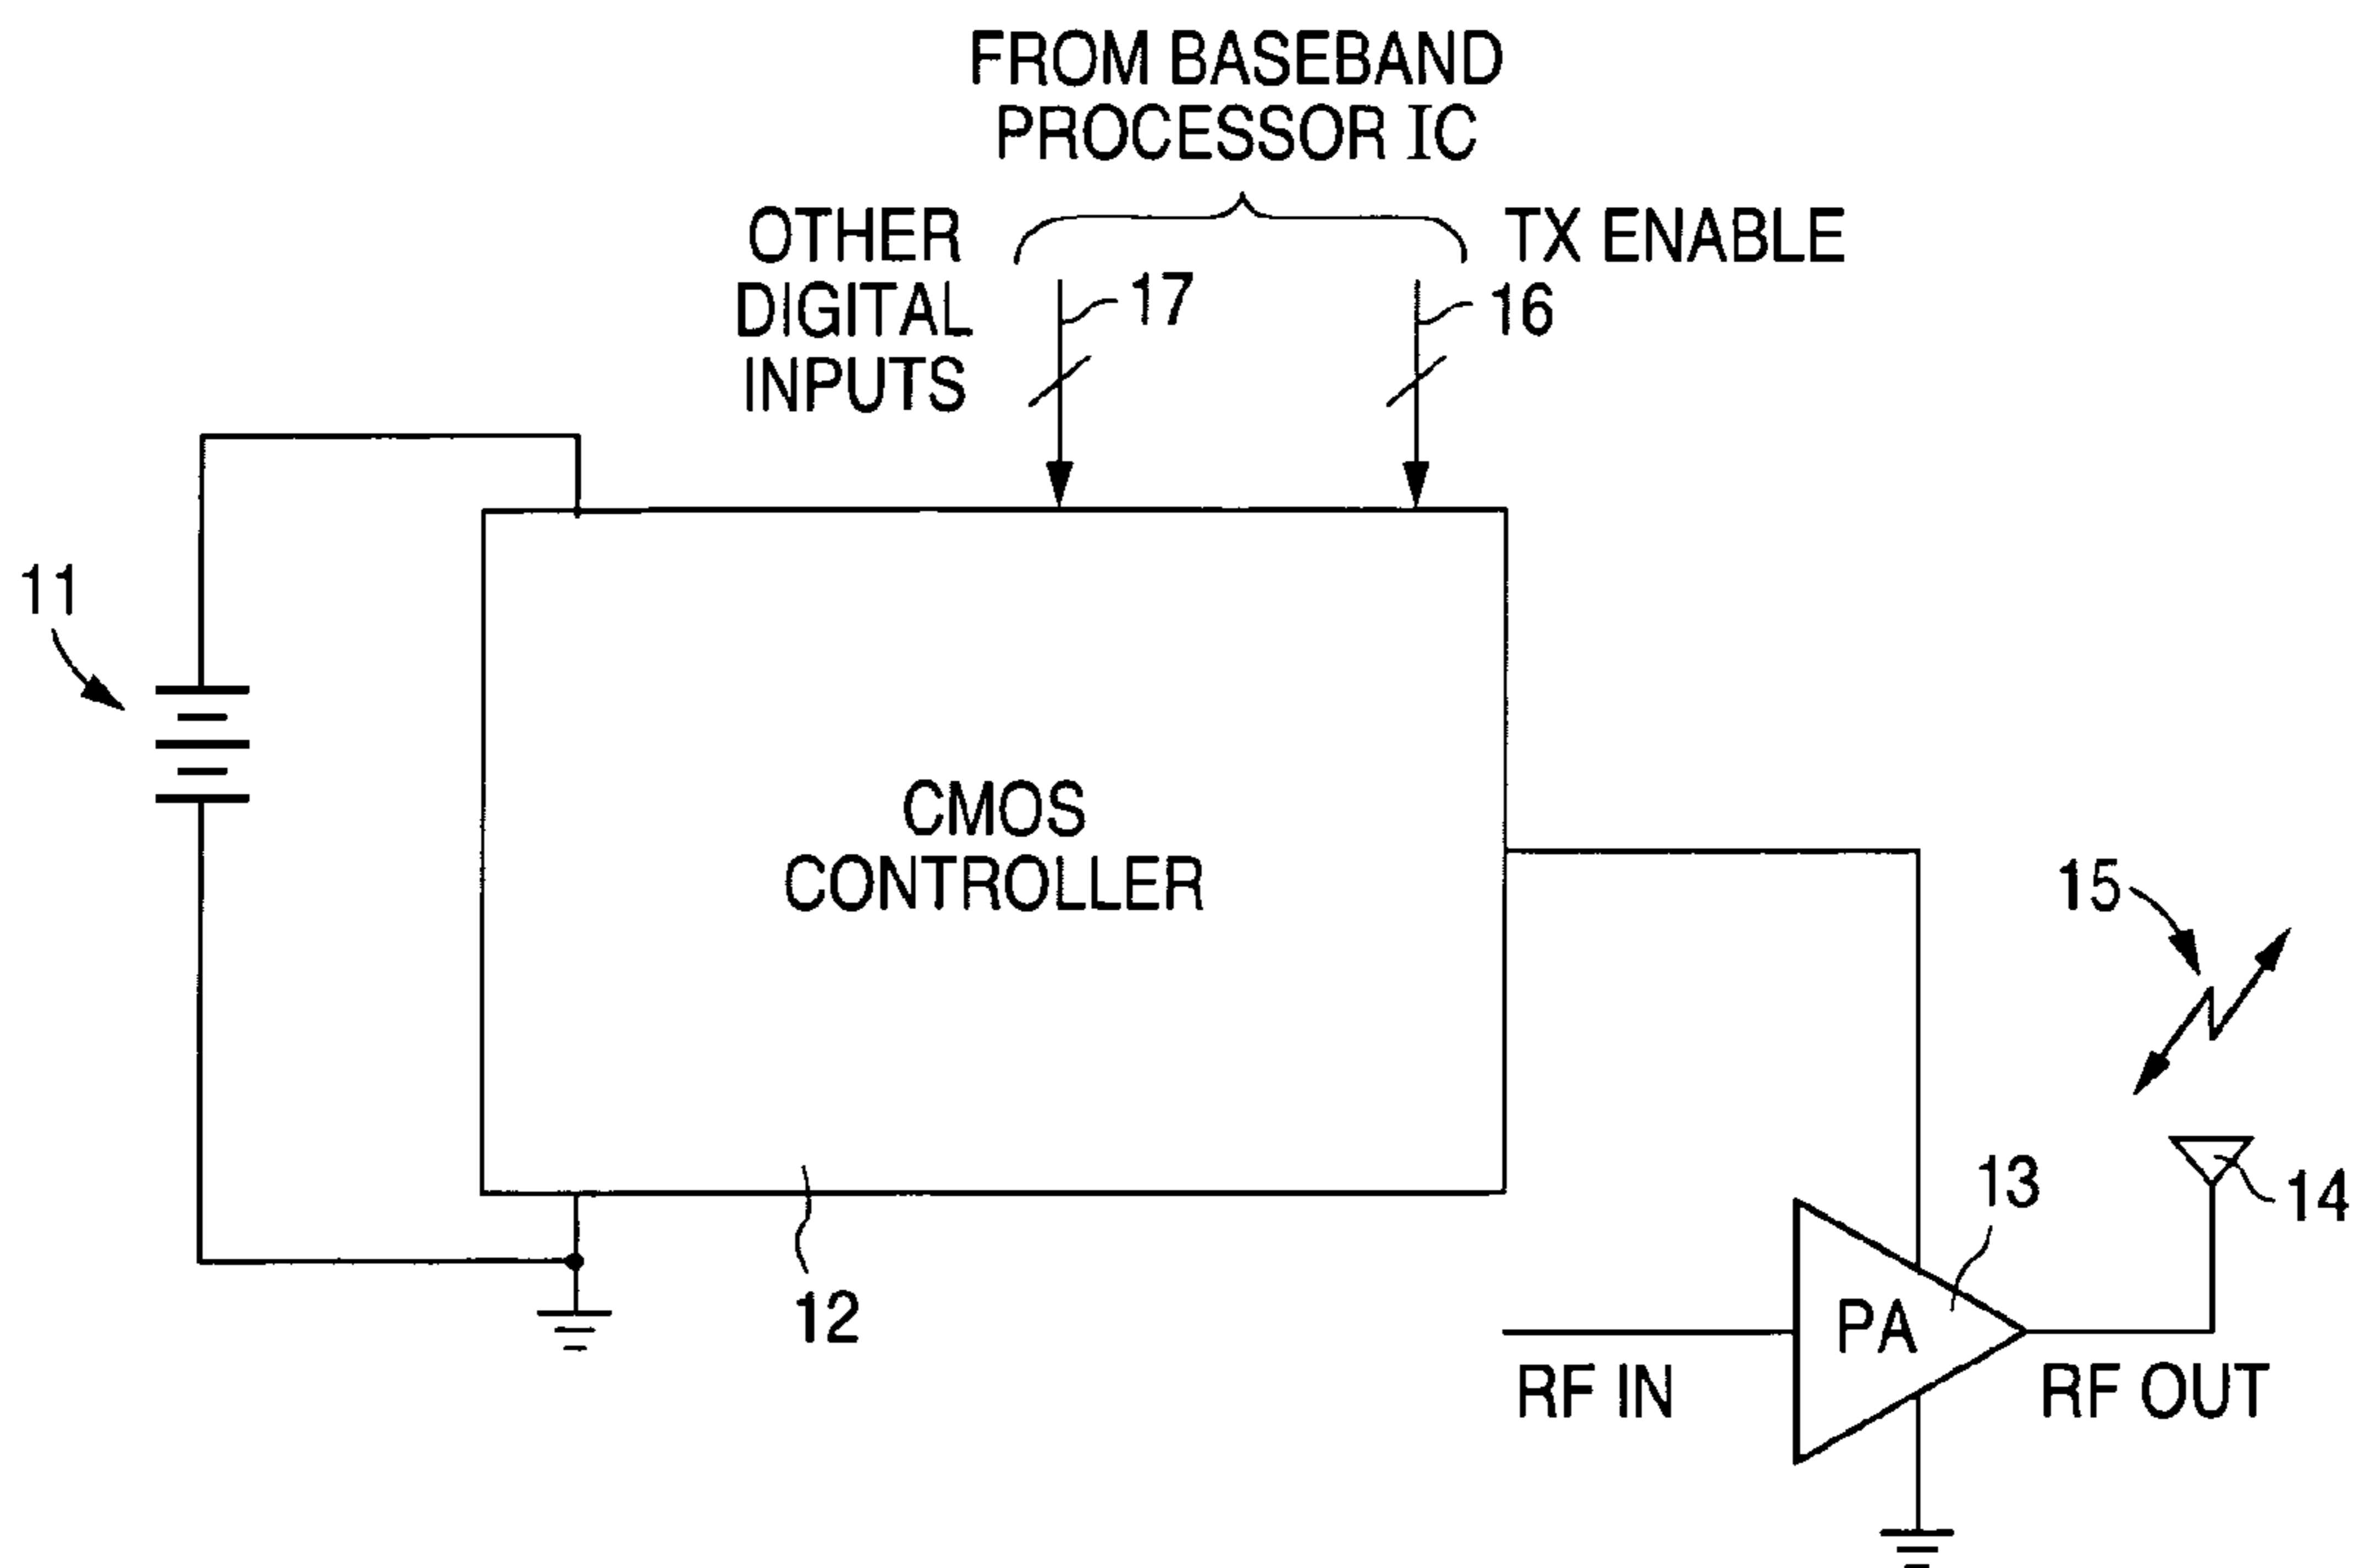 FROM BASEBAND
PROCESSOR IC
OTHER
DIGITAL
INPUTS
TX ENABLE
17
16
11
CMOS
CONTROLLER
15
13
14
12
PA
RF IN
RF OUT